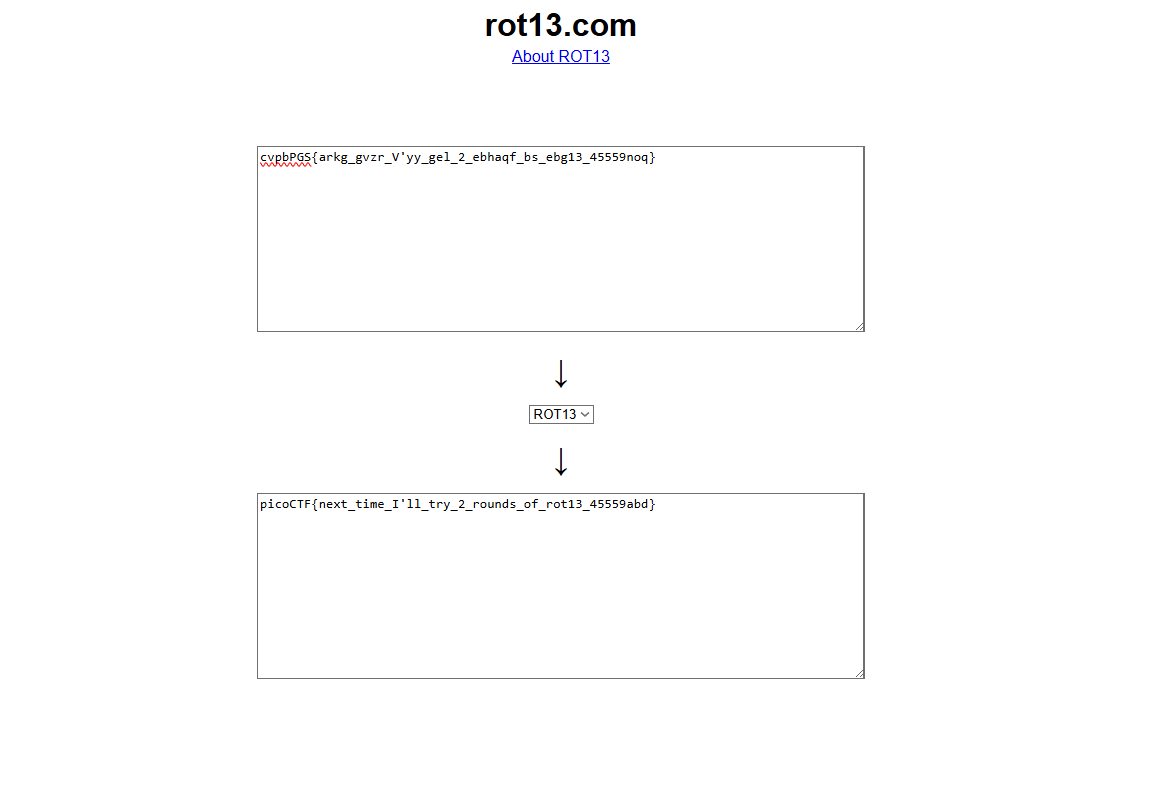 rot13.com
About ROT13
cvpbPGS{arkg_gvzr_V'yy_gel_2_ebhaqf_bs_ebg13_45559noq}
↓
ROT13
↓
picoCTF{next_time_I'll_try_2_rounds_of_rot13_45559abd}